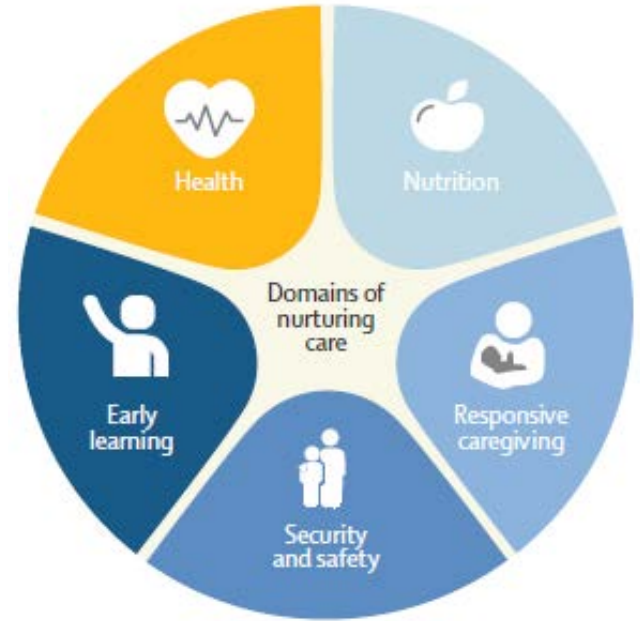 Health
Nutrition
Domains of
nurturing
care
Early
learning
Responsive
caregiving
Security
and safety